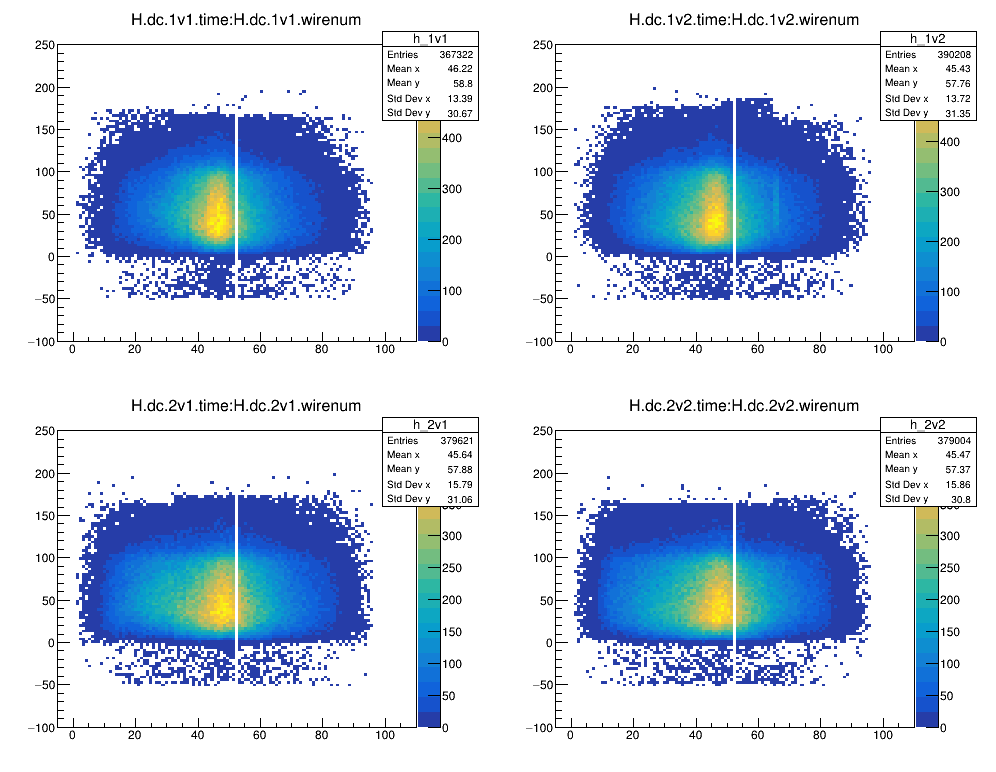 H.dc.1v1.time:H.dc.1v1.wirenum
h_1v1
Entries 367322
Mean x 46.22
Mean y 58.8
Std Dev x 13.39
Std Dev y 30.67
250
200
150
100
50
0
−50
−100
0 20 40 60 80 100
400
300
200
100
0
H.dc.1v2.time:H.dc.1v2.wirenum
h_1v2
Entries 390208
Mean x 45.43
Mean y 57.76
Std Dev x 13.72
Std Dev y 31.35
250
200
150
100
50
0
−50
−100
0 20 40 60 80 100
400
300
200
100
0
H.dc.2v1.time:H.dc.2v1.wirenum
h_2v1
Entries 379621
Mean x 45.64
Mean y 57.88
Std Dev x 15.79
Std Dev y 31.06
250
200
150
100
50
0
−50
−100
0 20 40 60 80 100
300
250
200
150
100
50
0
H.dc.2v2.time:H.dc.2v2.wirenum
h_2v2
Entries 379004
Mean x 45.47
Mean y 57.37
Std Dev x 15.86
Std Dev y 30.8
250
200
150
100
50
0
−50
−100
0 20 40 60 80 100
300
250
200
150
100
50
0